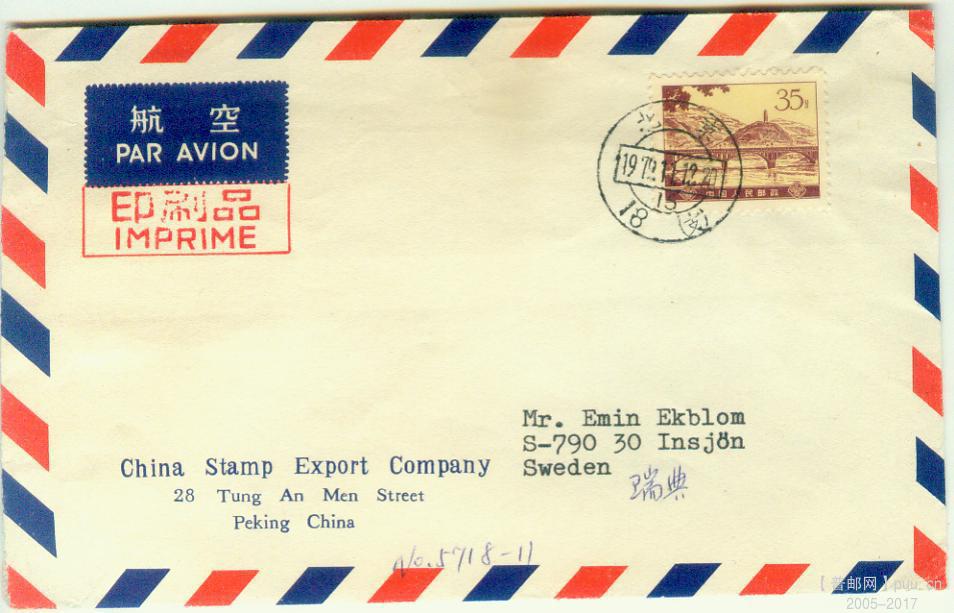 航 空
PAR AVION
印刷品
IMPRIME
35分
中国人民邮政
北 京
18
Mr. Emin Ekblom
S-790 30 Insjön
Sweden
瑞典
China Stamp Export Company
28 Tung An Men Street
Peking China
No.5718-11
【普邮网】puu.cn
2005-2017